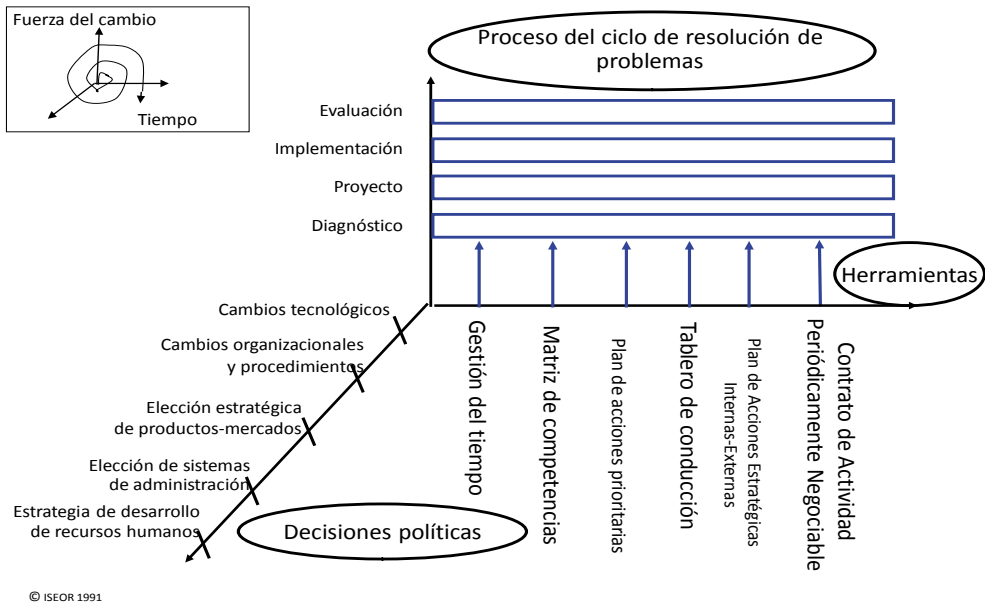 Fuerza del cambio
Tiempo
Proceso del ciclo de resolución de
problemas
Evaluación
Implementación
Proyecto
Diagnóstico
Herramientas
Cambios tecnológicos
Cambios organizacionales
y procedimientos
Elección estratégica
de productos-mercados
Elección de sistemas
de administración
Estrategia de desarrollo
de recursos humanos
Decisiones políticas
Gestión del tiempo
Matriz de competencias
Plan de acciones prioritarias
Tablero de conducción
Plan de Acciones Estratégicas
Internas-Externas
Contrato de Actividad
Periódicamente Negociable
© ISEOR 1991